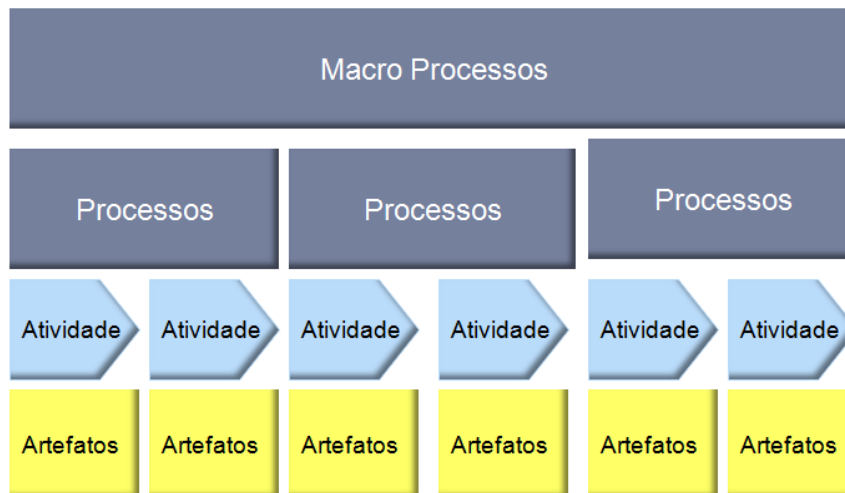 Macro Processos
Processos
Processos
Processos
Atividade
Atividade
Atividade
Atividade
Atividade
Atividade
Artefatos
Artefatos
Artefatos
Artefatos
Artefatos
Artefatos